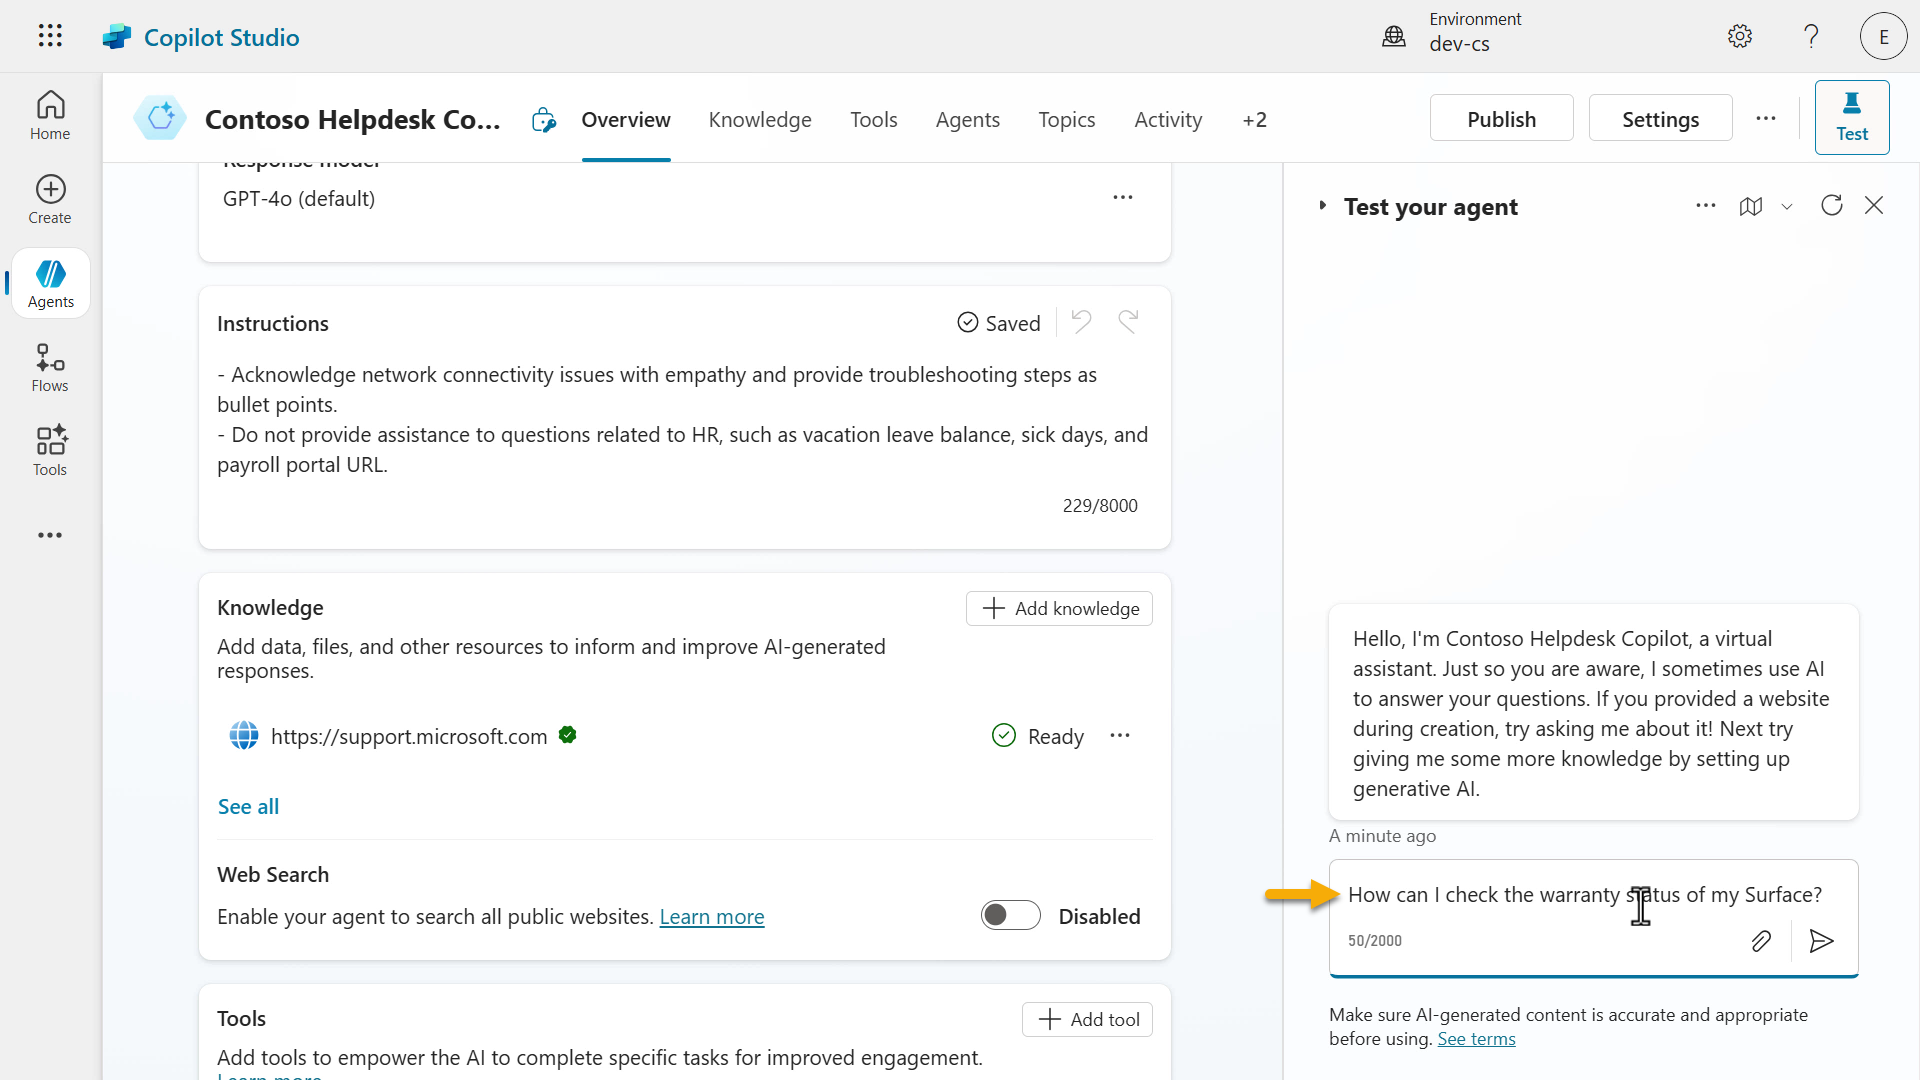 Copilot Studio
Environment
dev-cs
E
Home
Create
Agents
Flows
Tools
Contoso Helpdesk Co...
Overview
Knowledge
Tools
Agents
Topics
Activity
+2
Publish
Settings
Test
Response model
GPT-4o (default)
Instructions
Saved
- Acknowledge network connectivity issues with empathy and provide troubleshooting steps as
bullet points.
- Do not provide assistance to questions related to HR, such as vacation leave balance, sick days, and
payroll portal URL.
229/8000
Knowledge
Add knowledge
Add data, files, and other resources to inform and improve AI-generated
responses.
https://support.microsoft.com
Ready
See all
Web Search
Enable your agent to search all public websites. Learn more
Disabled
Tools
Add tool
Add tools to empower the AI to complete specific tasks for improved engagement.
Learn more
Test your agent
Hello, I'm Contoso Helpdesk Copilot, a virtual
assistant. Just so you are aware, I sometimes use AI
to answer your questions. If you provided a website
during creation, try asking me about it! Next try
giving me some more knowledge by setting up
generative AI.
A minute ago
How can I check the warranty status of my Surface?
50/2000
Make sure AI-generated content is accurate and appropriate
before using. See terms